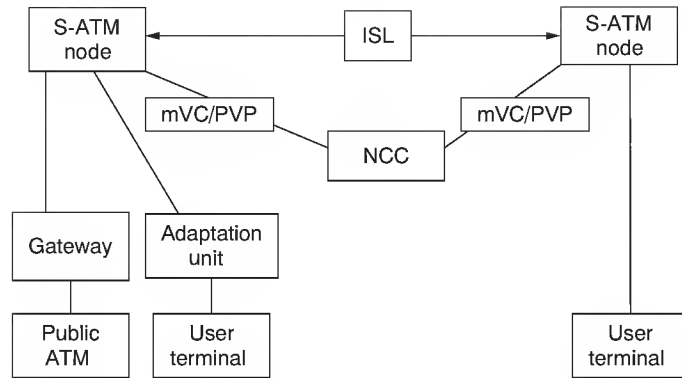 S-ATM
node
ISL
S-ATM
node
mVC/PVP
mVC/PVP
NCC
Gateway
Adaptation
unit
Public
ATM
User
terminal
User
terminal